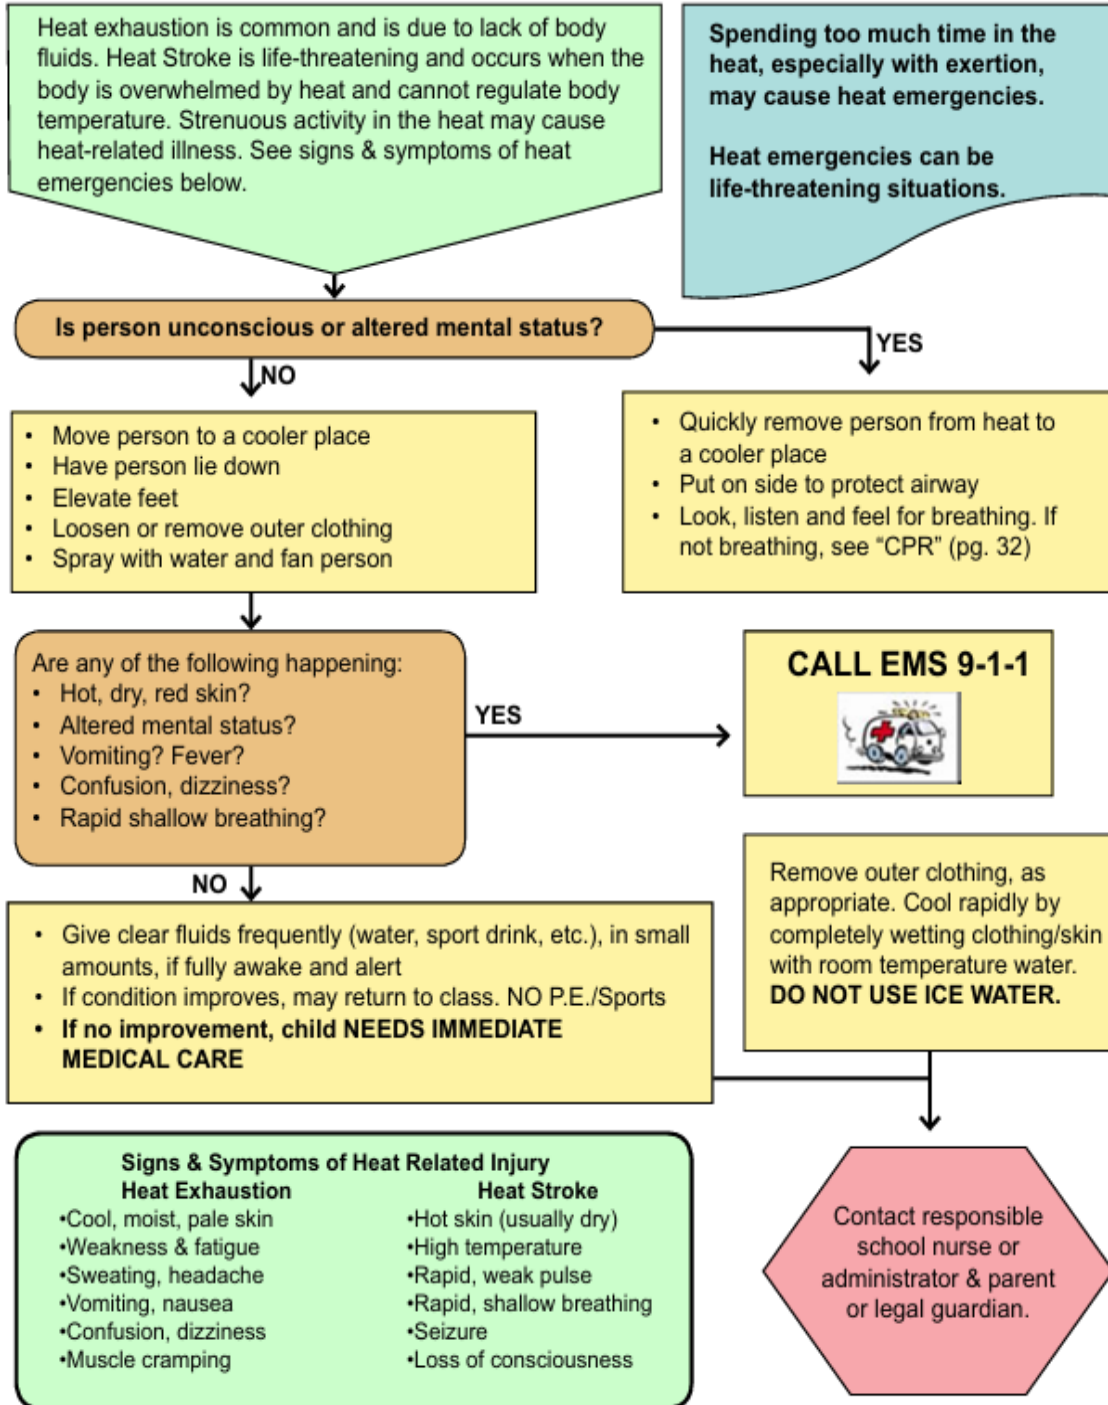 Heat exhaustion is common and is due to lack of body
fluids. Heat Stroke is life-threatening and occurs when the
body is overwhelmed by heat and cannot regulate body
temperature. Strenuous activity in the heat may cause
heat-related illness. See signs & symptoms of heat
emergencies below.
Spending too much time in the
heat, especially with exertion,
may cause heat emergencies.
Heat emergencies can be
life-threatening situations.
Is person unconscious or altered mental status?
YES
NO
• Move person to a cooler place
• Have person lie down
• Elevate feet
• Loosen or remove outer clothing
• Spray with water and fan person
• Quickly remove person from heat to
a cooler place
• Put on side to protect airway
• Look, listen and feel for breathing. If
not breathing, see “CPR” (pg. 32)
Are any of the following happening:
• Hot, dry, red skin?
• Altered mental status?
• Vomiting? Fever?
• Confusion, dizziness?
• Rapid shallow breathing?
YES
CALL EMS 9-1-1
NO
• Give clear fluids frequently (water, sport drink, etc.), in small
amounts, if fully awake and alert
• If condition improves, may return to class. NO P.E./Sports
• If no improvement, child NEEDS IMMEDIATE
MEDICAL CARE
Remove outer clothing, as
appropriate. Cool rapidly by
completely wetting clothing/skin
with room temperature water.
DO NOT USE ICE WATER.
Signs & Symptoms of Heat Related Injury
Heat Exhaustion
•Cool, moist, pale skin
•Weakness & fatigue
•Sweating, headache
•Vomiting, nausea
•Confusion, dizziness
•Muscle cramping
Heat Stroke
•Hot skin (usually dry)
•High temperature
•Rapid, weak pulse
•Rapid, shallow breathing
•Seizure
•Loss of consciousness
Contact responsible
school nurse or
administrator & parent
or legal guardian.